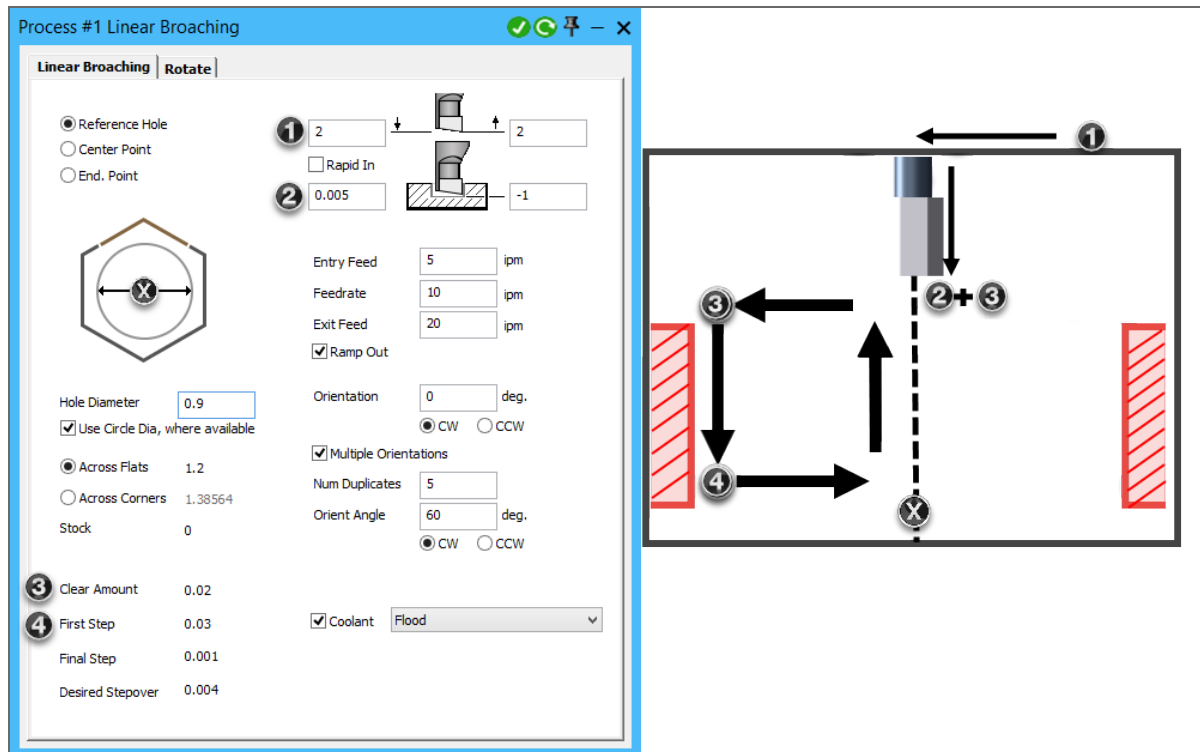 Process #1 Linear Broaching
Linear Broaching Rotate
Reference Hole
Center Point
End. Point
1 2 2
Rapid In
2 0.005 -1
X
Entry Feed 5 ipm
Feedrate 10 ipm
Exit Feed 20 ipm
Ramp Out
Hole Diameter 0.9
Use Circle Dia, where available
Across Flats 1.2
Across Corners 1.38564
Stock 0
Orientation 0 deg.
CW CCW
Multiple Orientations
Num Duplicates 5
Orient Angle 60 deg.
CW CCW
3 Clear Amount 0.02
4 First Step 0.03
Final Step 0.001
Desired Stepover 0.004
Coolant Flood
1
2 + 3
3
4
X